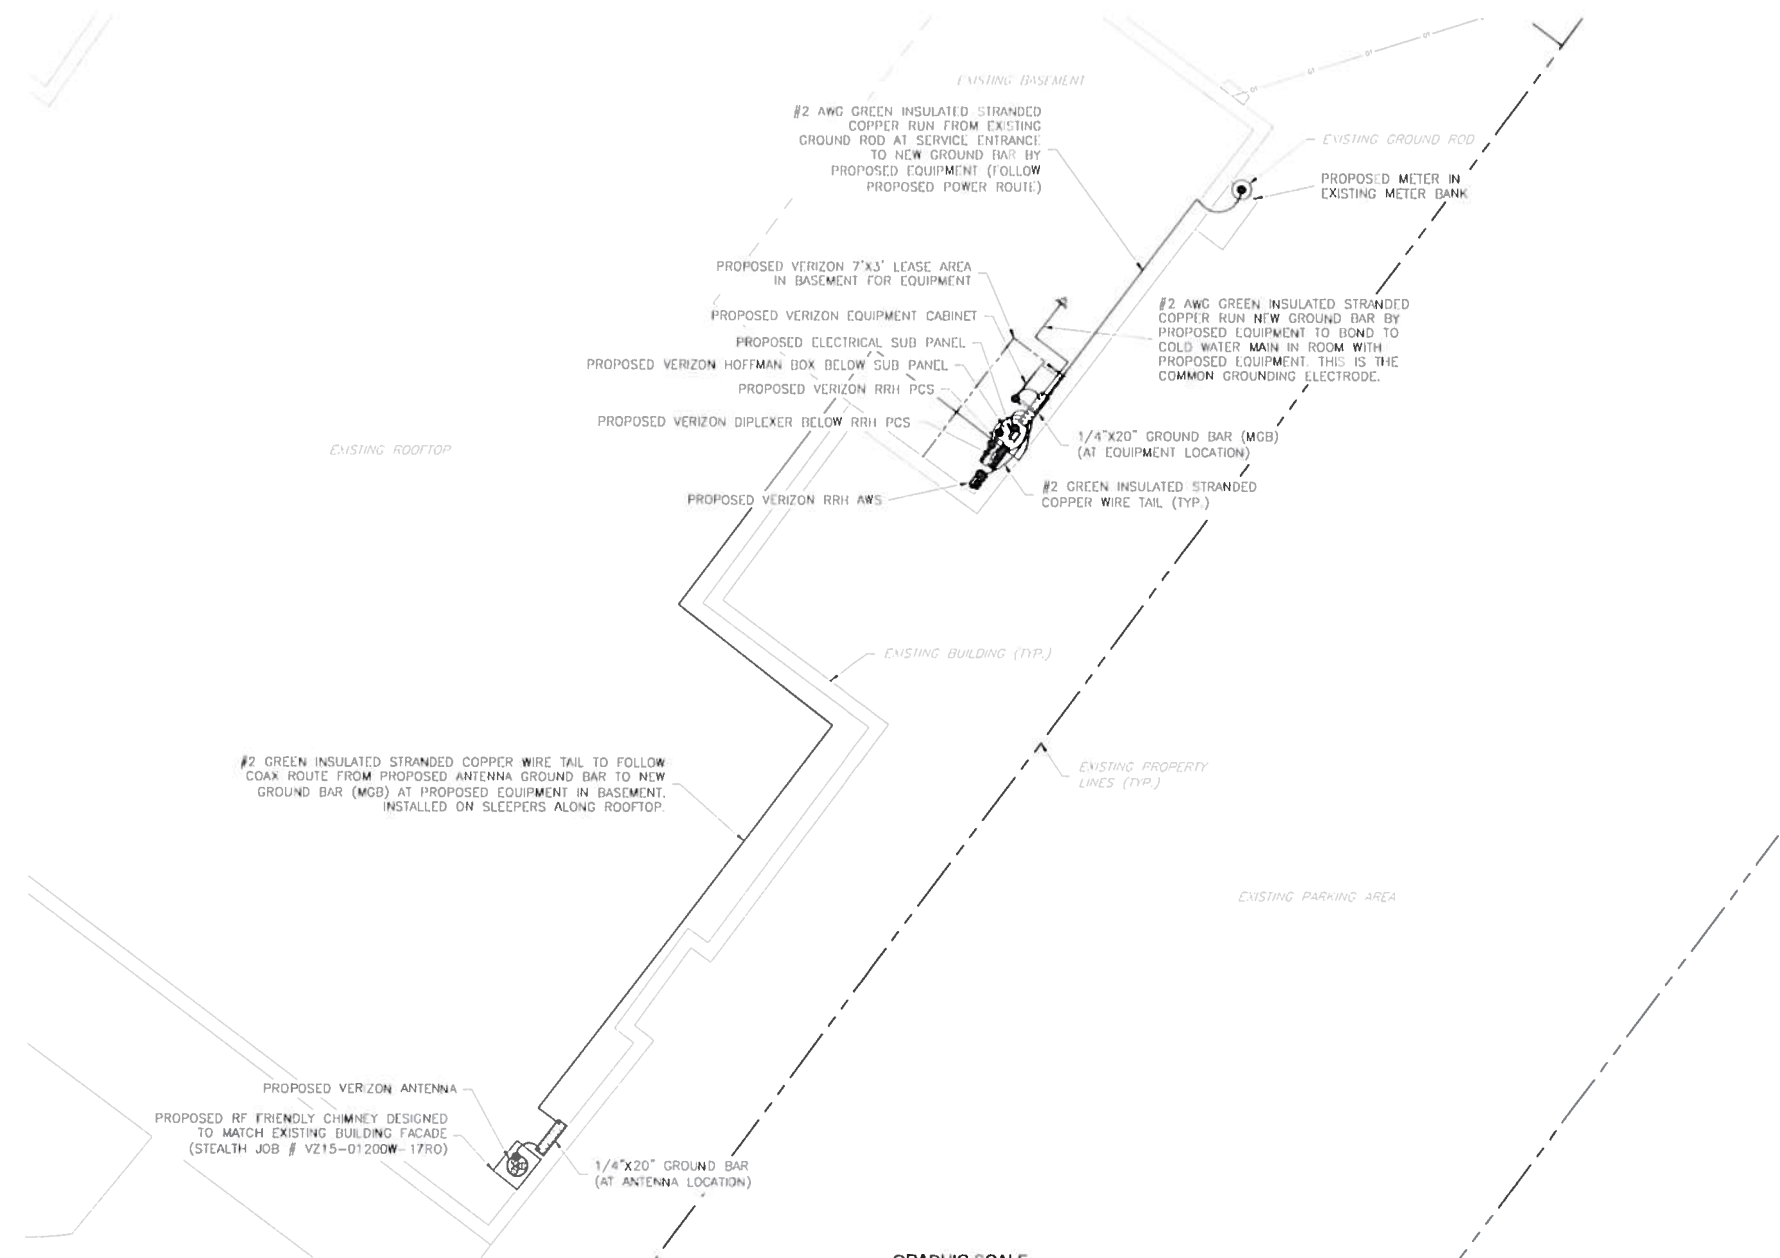 EXISTING BASEMENT
#2 AWG GREEN INSULATED STRANDED
COPPER RUN FROM EXISTING
GROUND ROD AT SERVICE ENTRANCE
TO NEW GROUND BAR BY
PROPOSED EQUIPMENT (FOLLOW
PROPOSED POWER ROUTE)
EXISTING GROUND ROD
PROPOSED METER IN
EXISTING METER BANK
PROPOSED VERIZON 7'X3' LEASE AREA
IN BASEMENT FOR EQUIPMENT
PROPOSED VERIZON EQUIPMENT CABINET
PROPOSED ELECTRICAL SUB PANEL
PROPOSED VERIZON HOFFMAN BOX BELOW SUB PANEL
PROPOSED VERIZON RRH PCS
PROPOSED VERIZON DIPLEXER BELOW RRH PCS
PROPOSED VERIZON RRH AWS
#2 AWG GREEN INSULATED STRANDED
COPPER RUN NEW GROUND BAR BY
PROPOSED EQUIPMENT TO BOND TO
COLD WATER MAIN IN ROOM WITH
PROPOSED EQUIPMENT. THIS IS THE
COMMON GROUNDING ELECTRODE.
1/4"X20" GROUND BAR (MGB)
(AT EQUIPMENT LOCATION)
#2 GREEN INSULATED STRANDED
COPPER WIRE TAIL (TYP.)
EXISTING ROOFTOP
EXISTING BUILDING (TYP.)
#2 GREEN INSULATED STRANDED COPPER WIRE TAIL TO FOLLOW
COAX ROUTE FROM PROPOSED ANTENNA GROUND BAR TO NEW
GROUND BAR (MGB) AT PROPOSED EQUIPMENT IN BASEMENT.
INSTALLED ON SLEEPERS ALONG ROOFTOP.
EXISTING PROPERTY
LINES (TYP.)
EXISTING PARKING AREA
PROPOSED VERIZON ANTENNA
PROPOSED RF FRIENDLY CHIMNEY DESIGNED
TO MATCH EXISTING BUILDING FACADE
(STEALTH JOB # VZ15-01200W-17R0)
1/4"X20" GROUND BAR
(AT ANTENNA LOCATION)
GRAPHIC SCALE